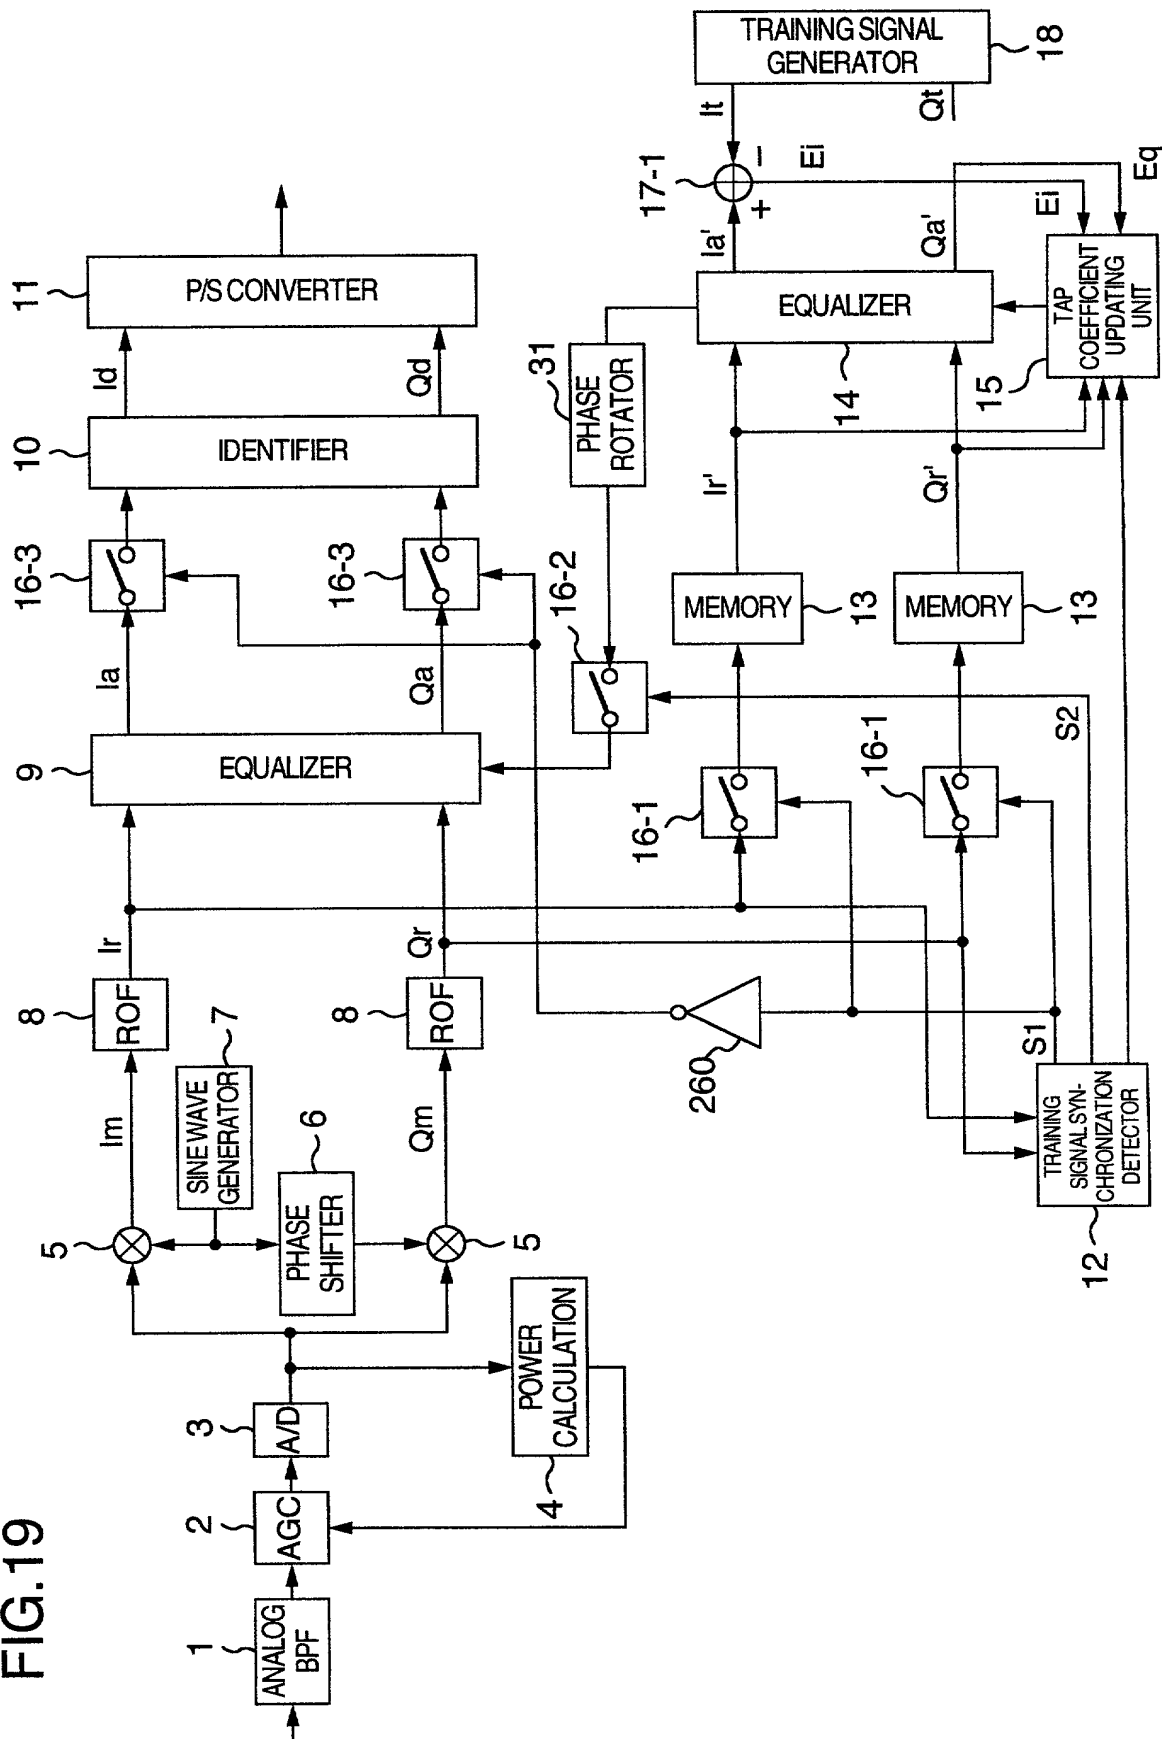 FIG.19
1
ANALOG
BPF
2
AGC
3
A/D
4
POWER
CALCULATION
5
5
6
PHASE
SHIFTER
7
SINE WAVE
GENERATOR
Im
Qm
8
ROF
8
ROF
Ir
Qr
9
EQUALIZER
Ia
Qa
16-3
16-3
10
IDENTIFIER
Id
Qd
11
P/S CONVERTER
12
TRAINING
SIGNAL SYN-
CHRONIZATION
DETECTOR
S1
S2
260
16-1
16-1
16-2
MEMORY
13
MEMORY
13
Ir'
Qr'
31
PHASE
ROTATOR
14
EQUALIZER
15
TAP
COEFFICIENT
UPDATING
UNIT
Ia'
Qa'
17-1
+
−
Ei
Ei
Eq
It
Qt
TRAINING SIGNAL
GENERATOR
18